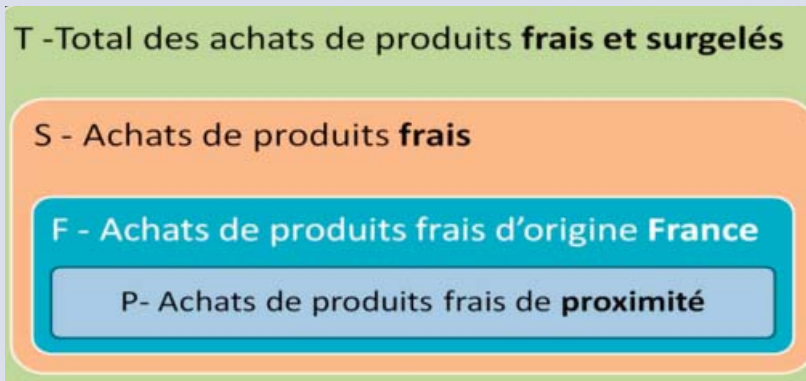 T -Total des achats de produits frais et surgelés
S - Achats de produits frais
F - Achats de produits frais d’origine France
P- Achats de produits frais de proximité